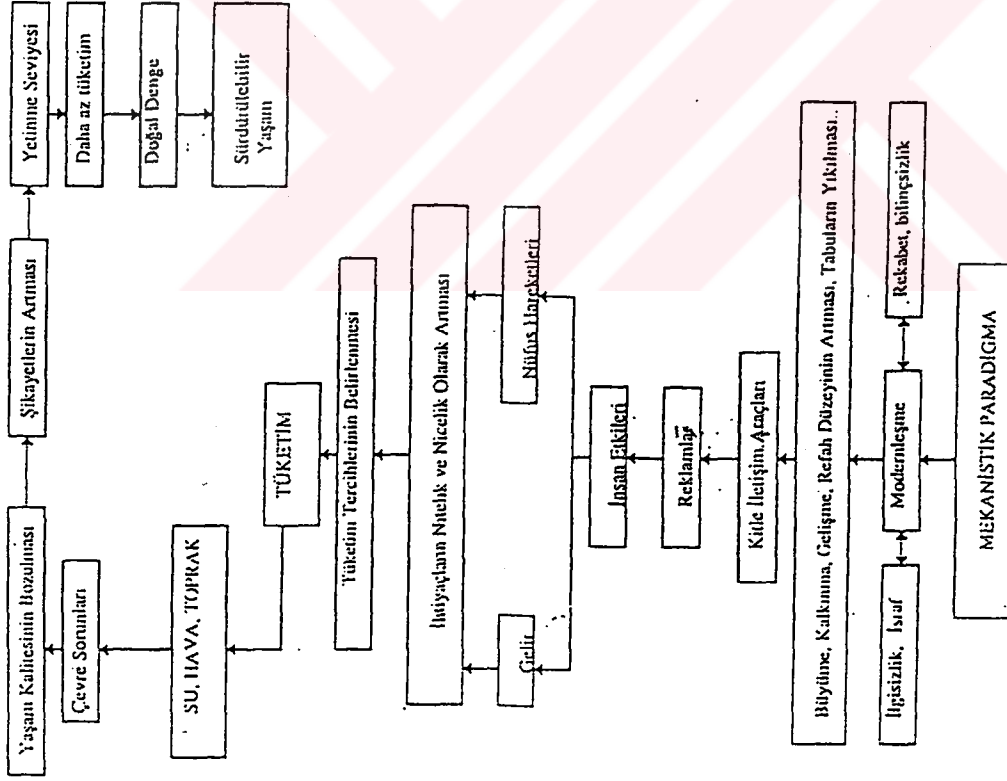 MEKANİSTİK PARADİGMA
İlgisizlik, İsraf
Modernleşme
Rekabet, bilinçsizlik
Büyüme, Kalkınma, Gelişme, Refah Düzeyinin Artması, Tabuların Yıkılması..
Kitle İletişim Araçları
Reklamlar
İnsan Etkileri
Gelir
Nüfus Hareketleri
İhtiyaçların Nitelik ve Nicelik Olarak Artması
Tüketim Tercihlerinin Belirlenmesi
TÜKETİM
SU, HAVA, TOPRAK
Çevre Sorunları
Yaşam Kalitesinin Bozulması
Şikayetlerin Artması
Yetinme Seviyesi
Daha az tüketim
Doğal Denge
Sürdürülebilir
Yaşam